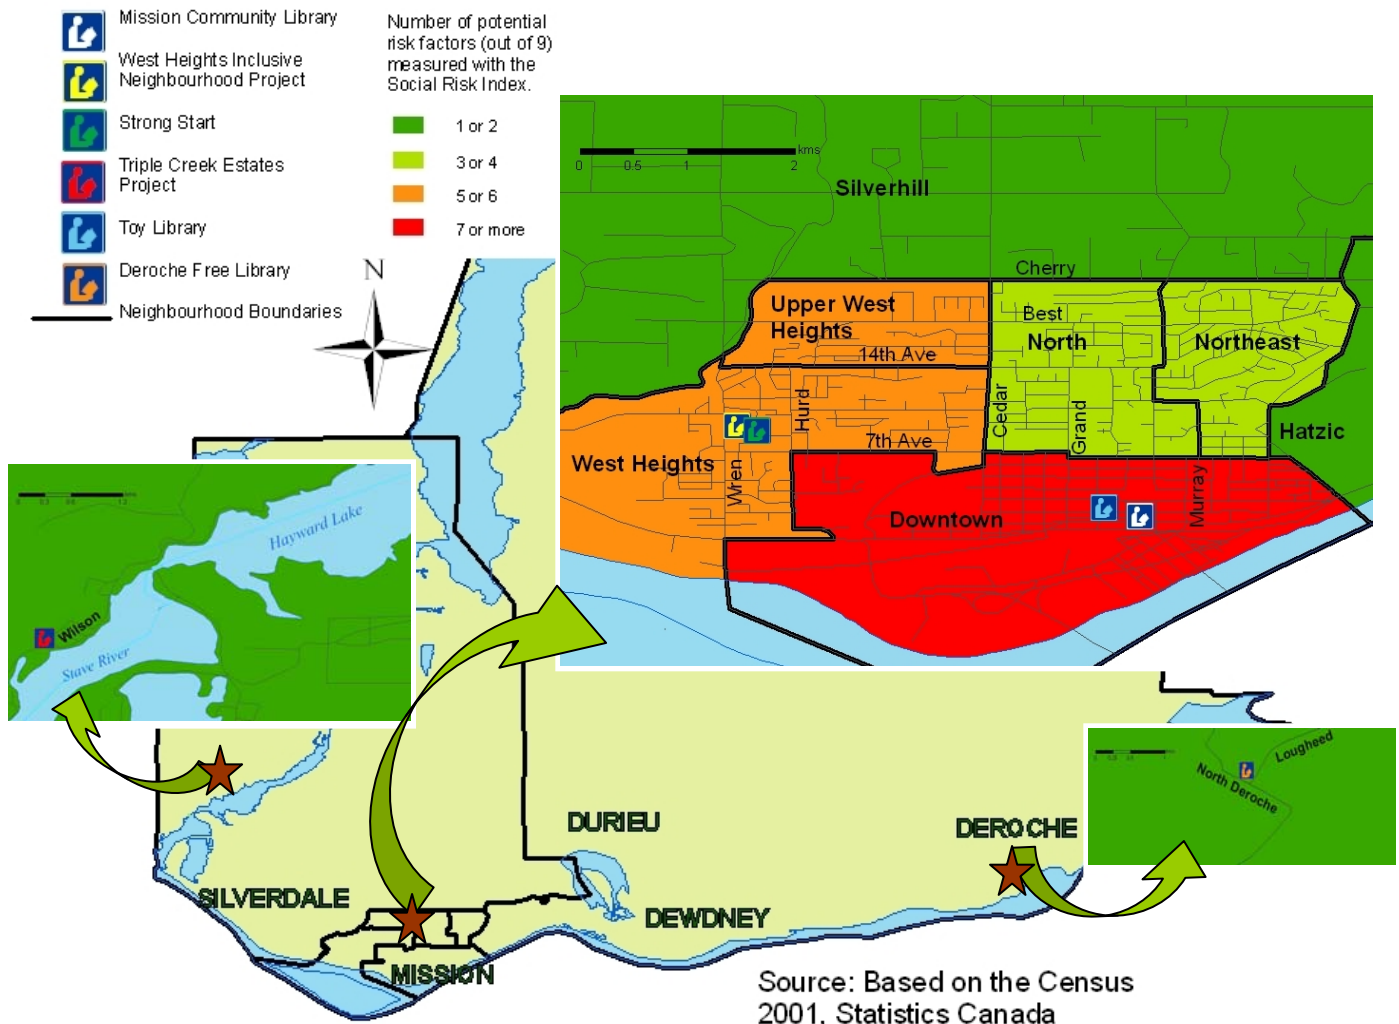 Mission Community Library
West Heights Inclusive
Neighbourhood Project
Strong Start
Triple Creek Estates
Project
Toy Library
Deroche Free Library
Neighbourhood Boundaries
Number of potential
risk factors (out of 9)
measured with the
Social Risk Index.
1 or 2
3 or 4
5 or 6
7 or more
N
kms
0 0.5 1 2
Silverhill
Cherry
Upper West
Heights
Best
North
Northeast
14th Ave
Hurd
Cedar
Grand
7th Ave
Hatzic
West Heights
Wren
Murray
Downtown
Hayward Lake
Wilson
Stave River
Lougheed
North Deroche
DURIEU
DEROCHE
SILVERDALE
DEWDNEY
MISSION
Source: Based on the Census
2001, Statistics Canada